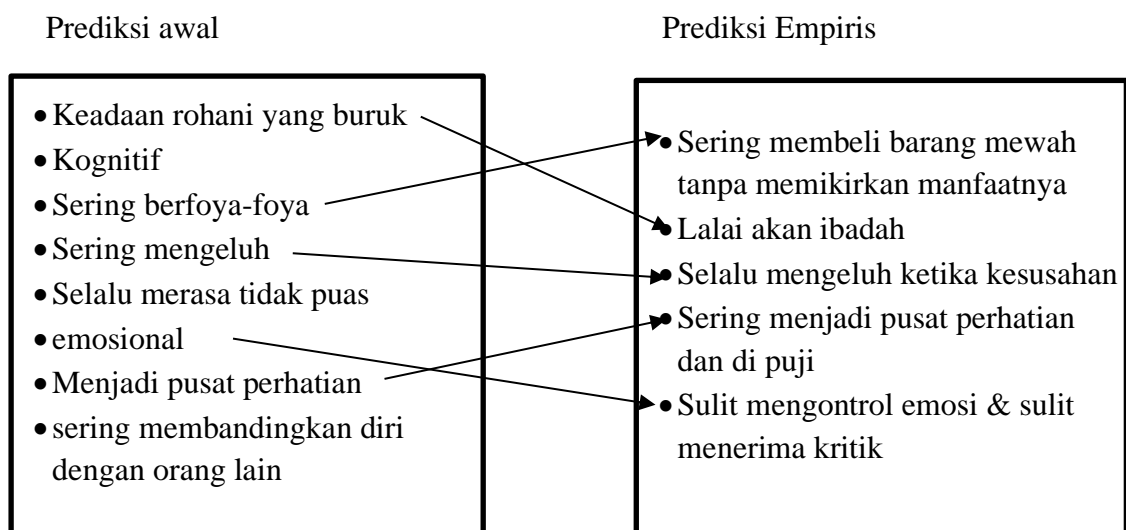 Prediksi awal
Prediksi Empiris
• Keadaan rohani yang buruk
• Kognitif
• Sering berfoya-foya
• Sering mengeluh
• Selalu merasa tidak puas
• emosional
• Menjadi pusat perhatian
• sering membandingkan diri
dengan orang lain
• Sering membeli barang mewah
tanpa memikirkan manfaatnya
• Lalai akan ibadah
• Selalu mengeluh ketika kesusahan
• Sering menjadi pusat perhatian
dan di puji
• Sulit mengontrol emosi & sulit
menerima kritik